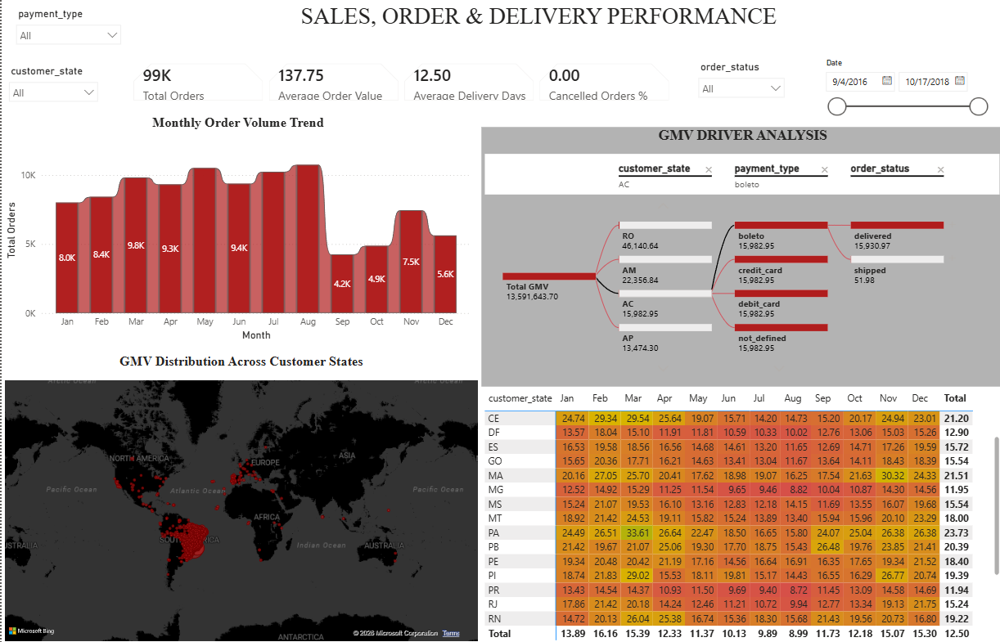 payment_type
All
SALES, ORDER & DELIVERY PERFORMANCE
customer_state
All
99K
Total Orders
137.75
Average Order Value
12.50
Average Delivery Days
0.00
Cancelled Orders %
order_status
All
Date
9/4/2016
10/17/2018
Monthly Order Volume Trend
Total Orders
10K
5K
0K
8.0K
8.4K
9.8K
9.3K
9.4K
4.2K
4.9K
7.5K
5.6K
Jan Feb Mar Apr May Jun Jul Aug Sep Oct Nov Dec
Month
GMV DRIVER ANALYSIS
customer_state
AC
payment_type
boleto
order_status
Total GMV
13,591,643.70
RO
46,140.64
AM
22,356.84
AC
15,982.95
AP
13,474.30
boleto
15,982.95
credit_card
15,982.95
debit_card
15,982.95
not_defined
15,982.95
delivered
15,930.97
shipped
51.98
GMV Distribution Across Customer States
Arctic Ocean
NORTH AMERICA
EUROPE
ASIA
Pacific Ocean
Atlantic Ocean
Pacific Ocean
AFRICA
Indian Ocean
AUSTRALIA
ANTARCTICA
Microsoft Bing
© 2026 Microsoft Corporation Terms
customer_state Jan Feb Mar Apr May Jun Jul Aug Sep Oct Nov Dec Total
CE 24.74 29.34 29.54 25.64 19.07 15.71 14.20 14.73 15.20 20.17 24.94 23.01 21.20
DF 13.57 18.04 15.10 11.91 11.81 10.59 10.33 10.02 12.76 13.06 15.03 15.26 12.90
ES 16.53 19.58 18.56 16.56 14.68 14.61 13.20 11.65 12.69 14.71 17.26 19.59 15.72
GO 15.65 20.36 17.71 16.21 14.63 13.41 13.04 11.67 13.64 14.11 18.43 18.39 15.54
MA 20.16 27.05 25.70 20.41 17.62 18.98 19.07 16.25 17.54 21.63 30.32 24.33 21.51
MG 12.52 14.92 15.29 11.25 11.54 9.65 9.46 8.82 10.04 10.87 14.30 14.56 11.95
MS 15.24 21.07 19.53 16.10 13.16 12.83 12.18 14.15 11.69 13.55 16.07 19.68 15.54
MT 18.92 21.42 24.53 19.11 15.82 15.24 13.89 13.40 15.94 15.96 20.10 23.29 18.00
PA 24.49 26.51 33.61 26.64 22.47 18.50 16.65 15.80 24.07 25.04 26.38 26.38 23.73
PB 21.42 19.67 21.07 25.06 19.30 17.70 18.75 15.43 26.48 19.76 23.85 21.41 20.39
PE 19.34 20.48 20.42 21.19 17.16 14.56 16.64 16.91 16.35 17.65 19.34 21.52 18.40
PI 18.74 21.83 29.02 15.53 18.11 19.81 15.17 14.43 16.55 16.29 26.77 20.74 19.39
PR 13.43 14.54 14.37 10.93 11.50 9.69 9.40 8.72 11.45 13.09 14.58 14.69 11.94
RJ 17.86 21.42 20.18 14.24 12.46 11.21 10.72 9.94 12.77 13.34 19.13 21.75 15.24
RN 14.72 20.13 26.04 25.38 16.74 15.36 18.30 15.68 21.43 19.56 20.73 16.80 19.22
Total 13.89 16.16 15.39 12.33 11.37 10.13 9.89 8.99 11.73 12.18 15.07 15.30 12.50